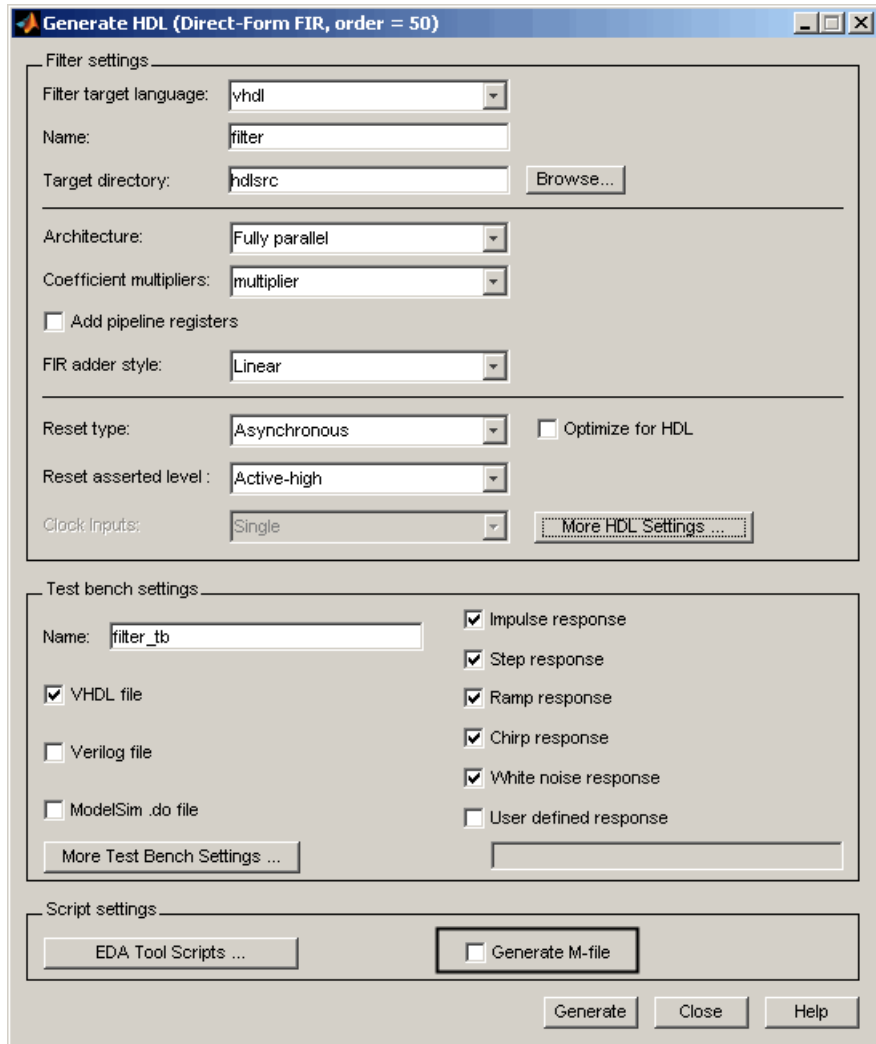 Generate HDL (Direct-Form FIR, order = 50)
Filter settings
Filter target language: vhdl
Name: filter
Target directory: hdlsrc Browse...
Architecture: Fully parallel
Coefficient multipliers: multiplier
Add pipeline registers
FIR adder style: Linear
Reset type: Asynchronous Optimize for HDL
Reset asserted level : Active-high
Clock Inputs: Single More HDL Settings ...
Test bench settings
Name: filter_tb
VHDL file
Verilog file
ModelSim .do file
More Test Bench Settings ...
Impulse response
Step response
Ramp response
Chirp response
White noise response
User defined response
Script settings
EDA Tool Scripts ... Generate M-file
Generate Close Help